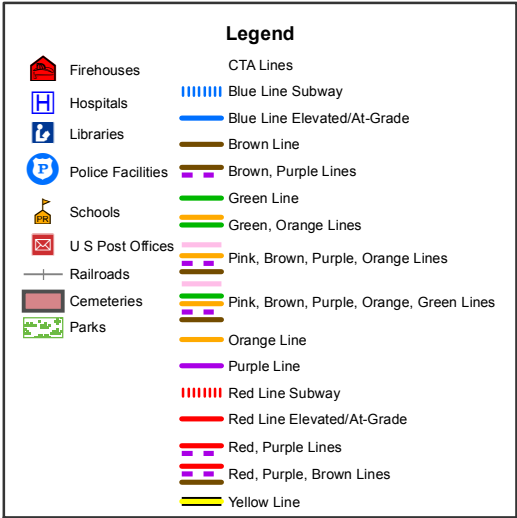 Legend
Firehouses
Hospitals
Libraries
P
Police Facilities
PR
Schools
U S Post Offices
Railroads
Cemeteries
Parks
CTA Lines
Blue Line Subway
Blue Line Elevated/At-Grade
Brown Line
Brown, Purple Lines
Green Line
Green, Orange Lines
Pink, Brown, Purple, Orange Lines
Pink, Brown, Purple, Orange, Green Lines
Orange Line
Purple Line
Red Line Subway
Red Line Elevated/At-Grade
Red, Purple Lines
Red, Purple, Brown Lines
Yellow Line